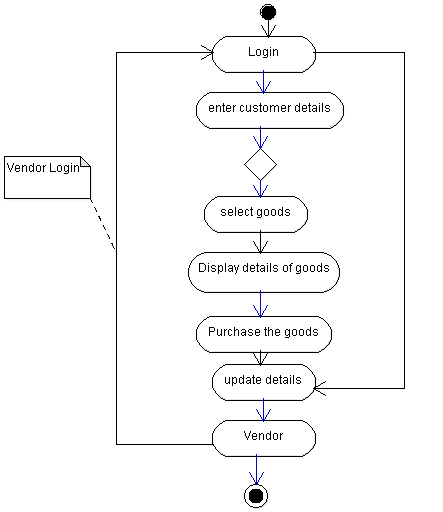 Login
enter customer details
Vendor Login
select goods
Display details of goods
Purchase the goods
update details
Vendor